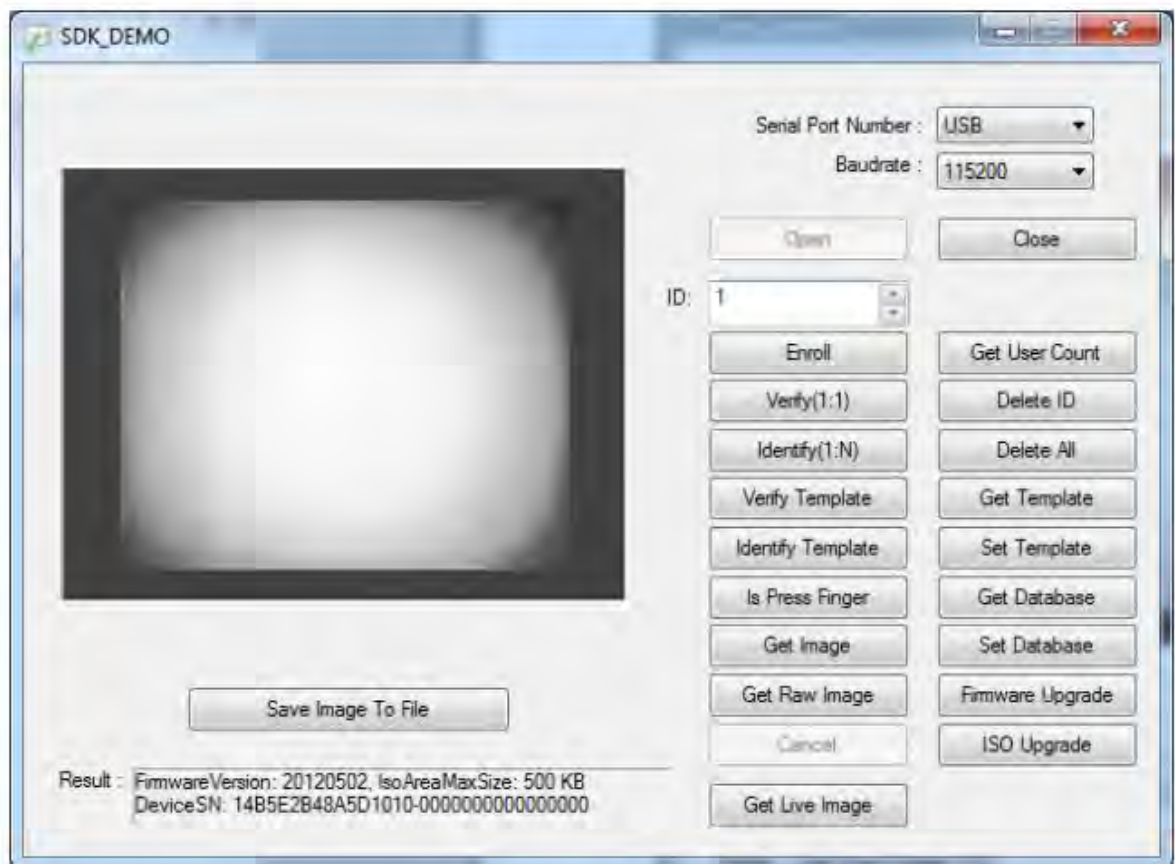 SDK_DEMO
Serial Port Number : USB
Baudrate : 115200
Open Close
ID: 1
Enroll Get User Count
Verify(1:1) Delete ID
Identify(1:N) Delete All
Verify Template Get Template
Identify Template Set Template
Is Press Finger Get Database
Get Image Set Database
Get Raw Image Firmware Upgrade
Save Image To File
Cancel ISO Upgrade
Result : FirmwareVersion: 20120502, IsoAreaMaxSize: 500 KB
DeviceSN: 14B5E2B48A5D1010-0000000000000000
Get Live Image